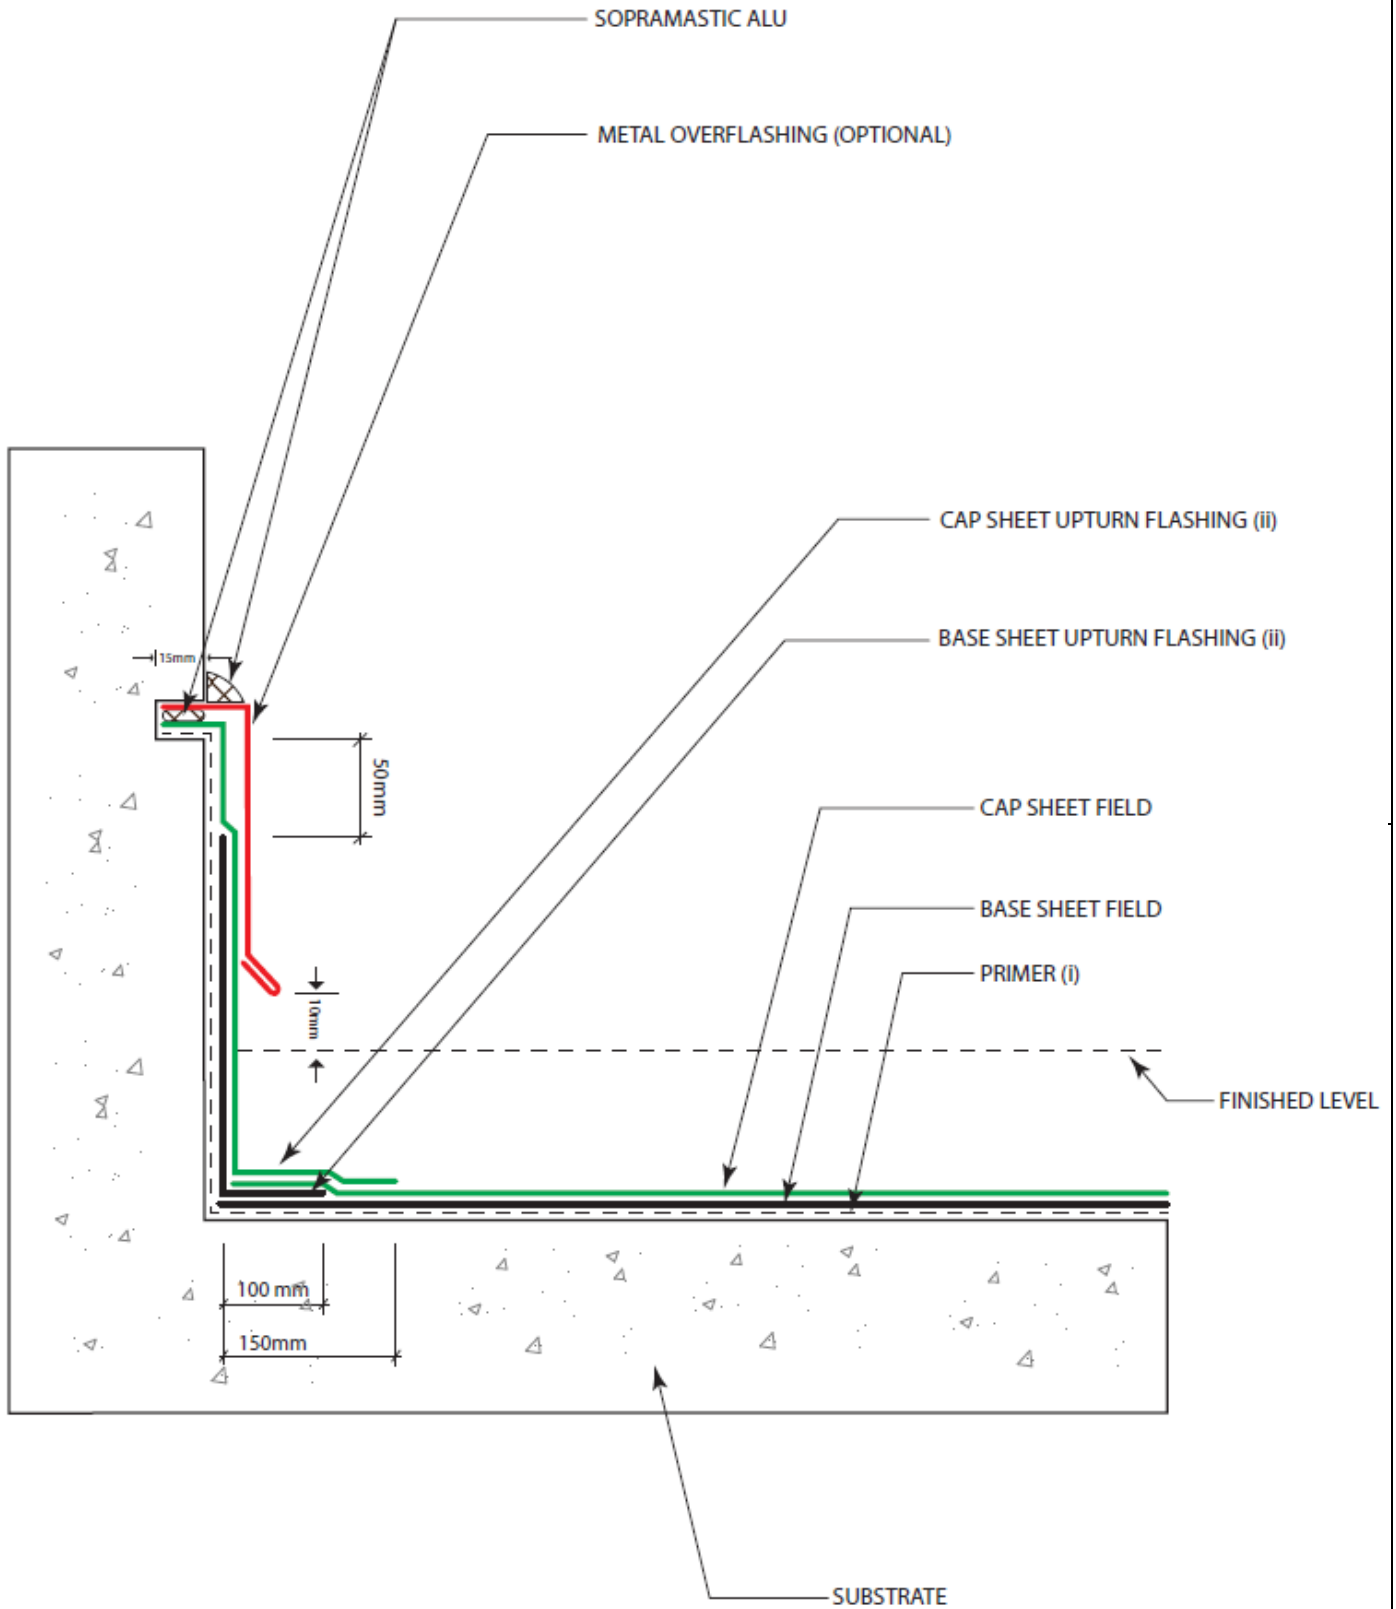 SOPRAMASTIC ALU
METAL OVERFLASHING (OPTIONAL)
CAP SHEET UPTURN FLASHING (ii)
BASE SHEET UPTURN FLASHING (ii)
15mm
50mm
CAP SHEET FIELD
BASE SHEET FIELD
PRIMER (i)
10mm
FINISHED LEVEL
100 mm
150mm
SUBSTRATE